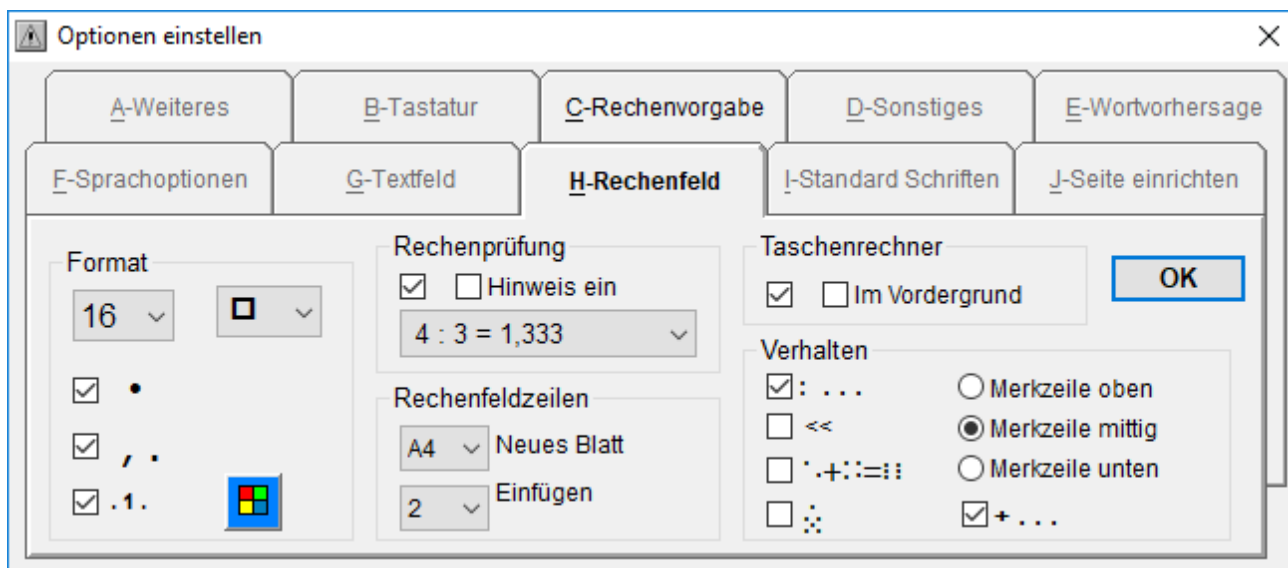 Optionen einstellen
A-Weiteres B-Tastatur C-Rechenvorgabe D-Sonstiges E-Wortvorhersage
F-Sprachoptionen G-Textfeld H-Rechenfeld I-Standard Schriften J-Seite einrichten
Format
16
•
, .
.1.
Rechenprüfung
Hinweis ein
4 : 3 = 1,333
Rechenfeldzeilen
A4 Neues Blatt
2 Einfügen
Taschenrechner
Im Vordergrund
OK
Verhalten
: ... Merkzeile oben
<< Merkzeile mittig
Merkzeile unten
+ ...